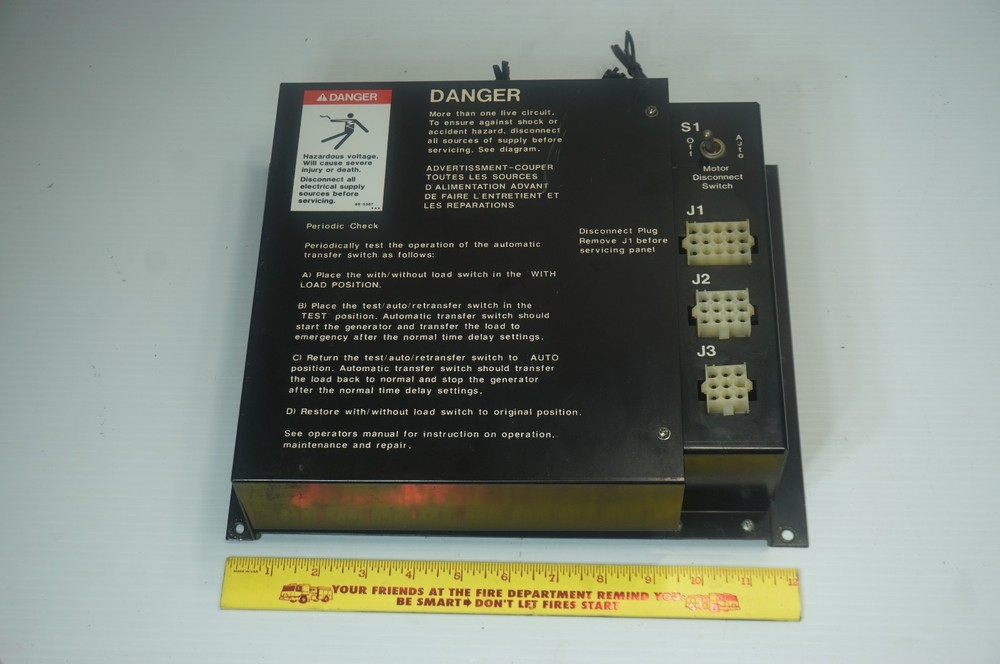 DANGER
Hazardous voltage.
Will cause severe
injury or death.
Disconnect all
electrical supply
sources before
servicing.
DANGER
More than one live circuit.
To ensure against shock or
accident hazard, disconnect
all sources of supply before
servicing. See diagram.
ADVERTISSMENT-COUPER
TOUTES LES SOURCES
D'ALIMENTATION ADVANT
DE FAIRE L'ENTRETIENT ET
LES REPARATIONS
Periodic Check
Periodically test the operation of the automatic
transfer switch as follows:
A) Place the with/without load switch in the WITH
LOAD POSITION.
B) Place the test/auto/retransfer switch in the
TEST position. Automatic transfer switch should
start the generator and transfer the load to
emergency after the normal time delay settings.
C) Return the test/auto/retransfer switch to AUTO
position. Automatic transfer switch should transfer
the load back to normal and stop the generator
after the normal time delay settings.
D) Restore with/without load switch to original position.
See operators manual for instruction on operation,
maintenance and repair.
Disconnect Plug
Remove J1 before
servicing panel
S1
Off
Auto
Motor
Disconnect
Switch
J1
J2
J3
1 2 3 4 5 6 7 8 9 10 11 12
YOUR FRIENDS AT THE FIRE DEPARTMENT REMIND YOU:
BE SMART➧DON'T LET FIRES START